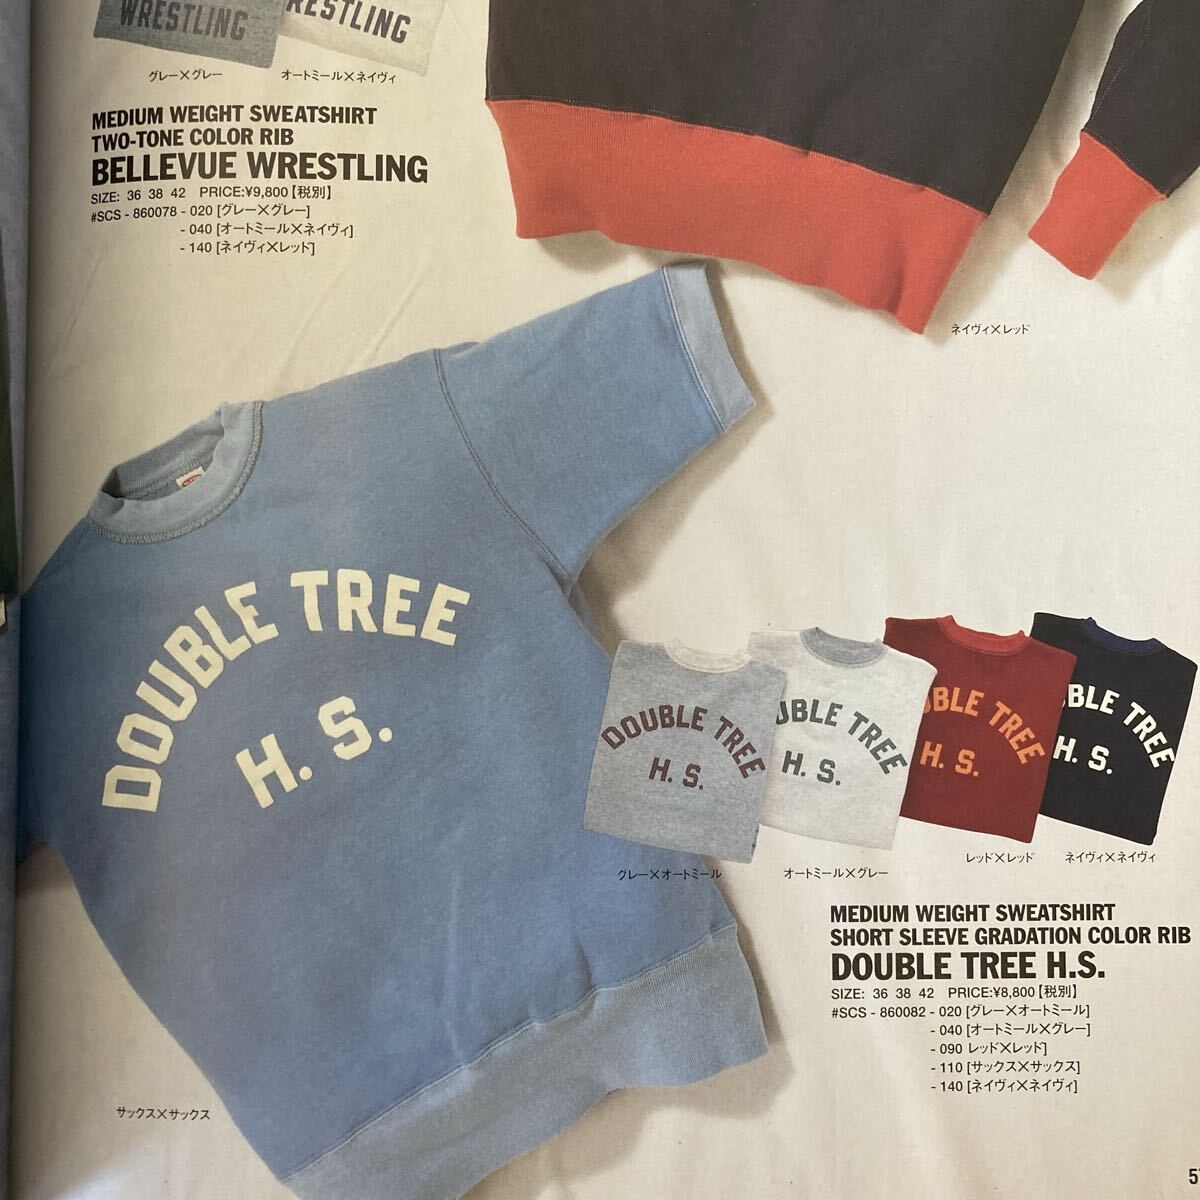 WRESTLING
RESTLING
グレー×グレー
オートミール×ネイヴィ
MEDIUM WEIGHT SWEATSHIRT
TWO-TONE COLOR RIB
BELLEVUE WRESTLING
SIZE: 36 38 42 PRICE:¥9,800【税別】
#SCS - 860078 - 020 [グレー×グレー]
- 040 [オートミール×ネイヴィ]
- 140 [ネイヴィ×レッド]
ネイヴィ×レッド
DOUBLE TREE
H. S.
サックス×サックス
DOUBLE TREE
H. S.
グレー×オートミール
UBLE TREE
H. S.
オートミール×グレー
UBLE TREE
H. S.
レッド×レッド
UBLE TREE
H. S.
ネイヴィ×ネイヴィ
MEDIUM WEIGHT SWEATSHIRT
SHORT SLEEVE GRADATION COLOR RIB
DOUBLE TREE H.S.
SIZE: 36 38 42 PRICE:¥8,800【税別】
#SCS - 860082 - 020 [グレー×オートミール]
- 040 [オートミール×グレー]
- 090 レッド×レッド]
- 110 [サックス×サックス]
- 140 [ネイヴィ×ネイヴィ]